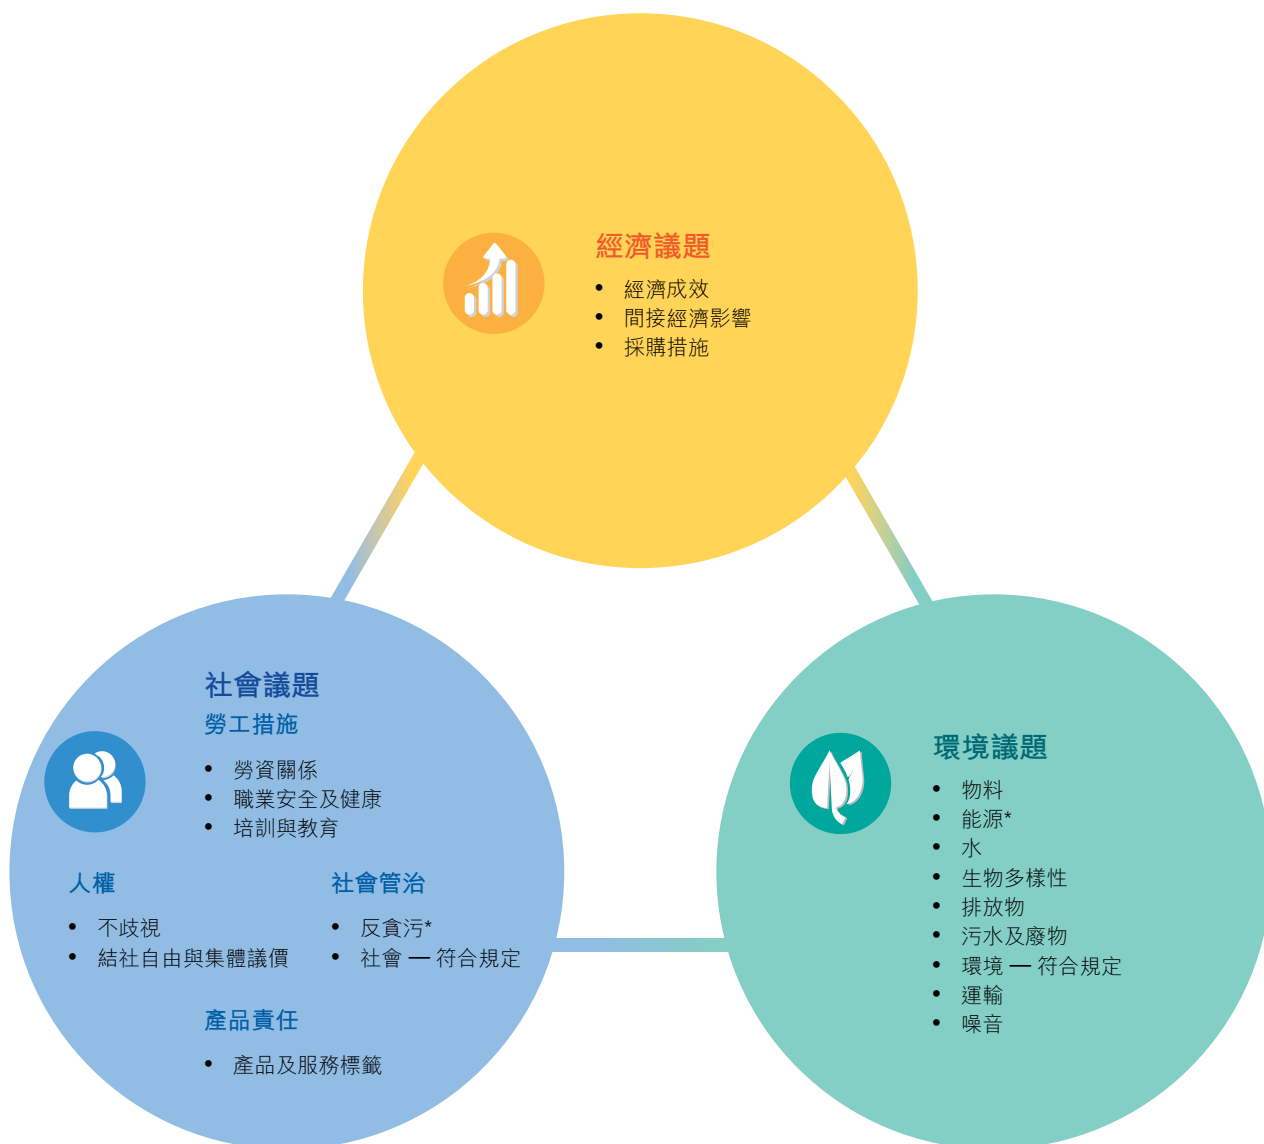 經濟議題
• 經濟成效
• 間接經濟影響
• 採購措施
社會議題
勞工措施
• 勞資關係
• 職業安全及健康
• 培訓與教育
人權
• 不歧視
• 結社自由與集體議價
社會管治
• 反貪污*
• 社會 — 符合規定
產品責任
• 產品及服務標籤
環境議題
• 物料
• 能源*
• 水
• 生物多樣性
• 排放物
• 污水及廢物
• 環境 — 符合規定
• 運輸
• 噪音